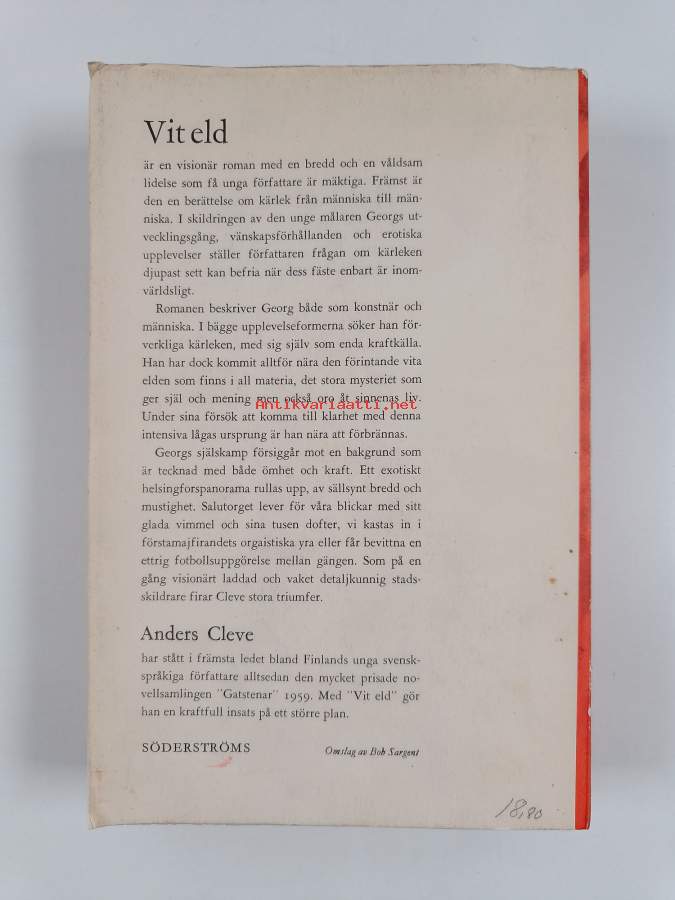 Vit eld
är en visionär roman med en bredd och en våldsam
lidelse som få unga författare är mäktiga. Främst är
den en berättelse om kärlek från människa till män-
niska. I skildringen av den unge målaren Georgs ut-
vecklingsgång, vänskapsförhållanden och erotiska
upplevelser ställer författaren frågan om kärleken
djupast sett kan befria när dess fäste enbart är inom-
världsligt.
Romanen beskriver Georg både som konstnär och
människa. I bägge upplevelseformerna söker han för-
verkliga kärleken, med sig själv som enda kraftkälla.
Han har dock kommit alltför nära den förintande vita
elden som finns i all materia, det stora mysteriet som
ger själ och mening men också oro åt sinnenas liv.
Antikvariaatti.net
Under sina försök att komma till klarhet med denna
intensiva lågas ursprung är han nära att förbrännas.
Georgs själskamp försiggår mot en bakgrund som
är tecknad med både ömhet och kraft. Ett exotiskt
helsingforspanorama rullas upp, av sällsynt bredd och
mustighet. Salutorget lever för våra blickar med sitt
glada vimmel och sina tusen dofter, vi kastas in i
förstamajfirandets orgaistiska yra eller får bevittna en
ettrig fotbollsuppgörelse mellan gängen. Som på en
gång visionärt laddad och vaket detaljkunnig stads-
skildrare firar Cleve stora triumfer.
Anders Cleve
har stått i främsta ledet bland Finlands unga svensk-
språkiga författare alltsedan den mycket prisade no-
vellsamlingen "Gatstenar" 1959. Med "Vit eld" gör
han en kraftfull insats på ett större plan.
SÖDERSTRÖMS
Omslag av Bob Sargent
18,80